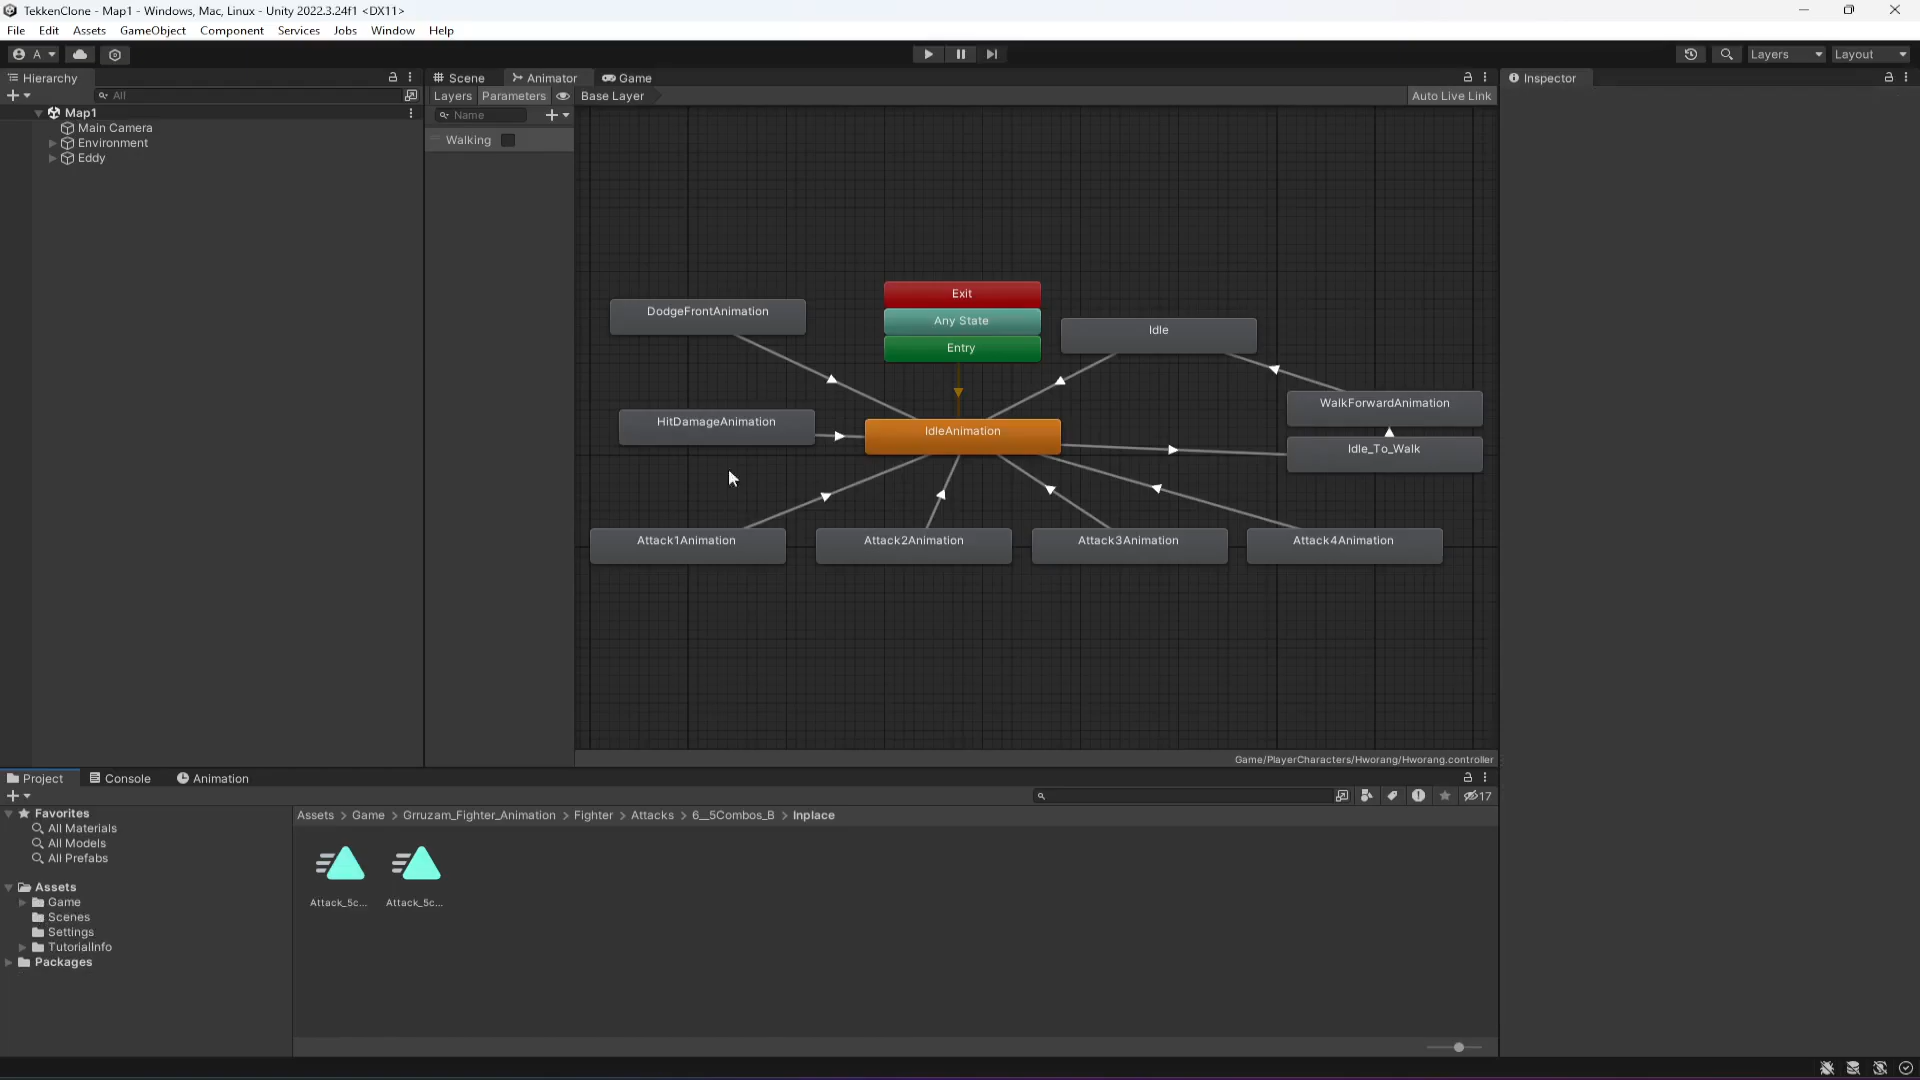 TekkenClone - Map1 - Windows, Mac, Linux - Unity 2022.3.24f1 <DX11>
File Edit Assets GameObject Component Services Jobs Window Help
A Layers Layout
Hierarchy Scene Animator Game Inspector
All Layers Parameters Base Layer Auto Live Link
Map1 Name
Main Camera
Environment Walking
Eddy
Exit
DodgeFrontAnimation Any State Idle
Entry
WalkForwardAnimation
HitDamageAnimation IdleAnimation Idle_To_Walk
Attack1Animation Attack2Animation Attack3Animation Attack4Animation
Game/PlayerCharacters/Hworang/Hworang.controller
Project Console Animation
17
Favorites Assets > Game > Grruzam_Fighter_Animation > Fighter > Attacks > 6__5Combos_B > Inplace
All Materials
All Models
All Prefabs
Assets
Game Attack_5c... Attack_5c...
Scenes
Settings
TutorialInfo
Packages